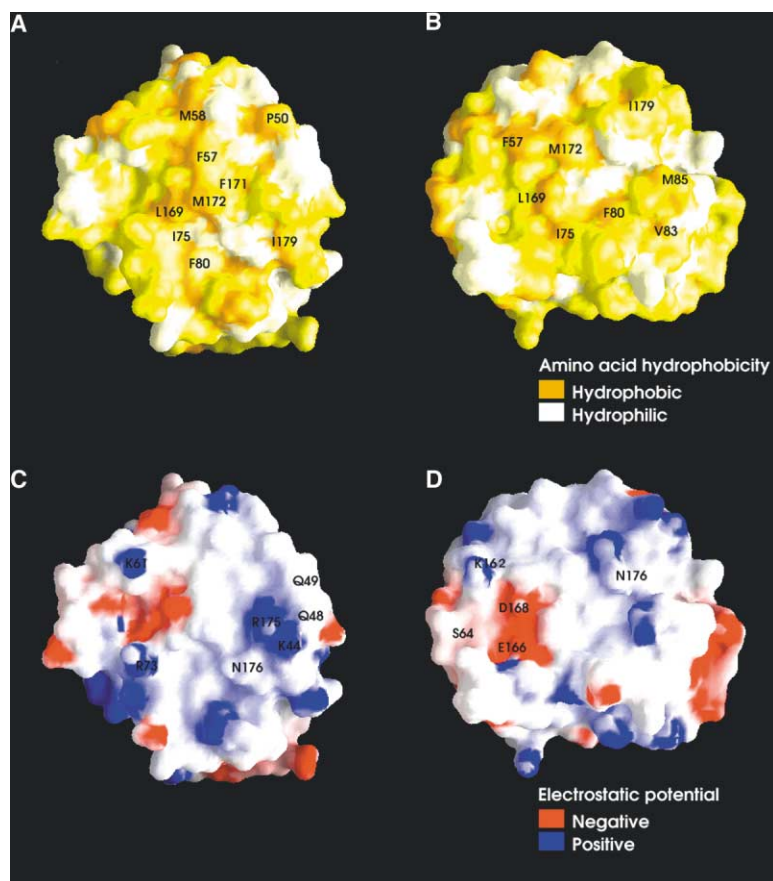 A
B
M58
P50
F57
F171
M172
L169
I75
I179
F80
I179
F57
M172
M85
L169
F80
I75
V83
Amino acid hydrophobicity
Hydrophobic
Hydrophilic
C
D
K61
Q49
Q48
R175
K44
R73
N176
K162
N176
D168
S64
E166
Electrostatic potential
Negative
Positive